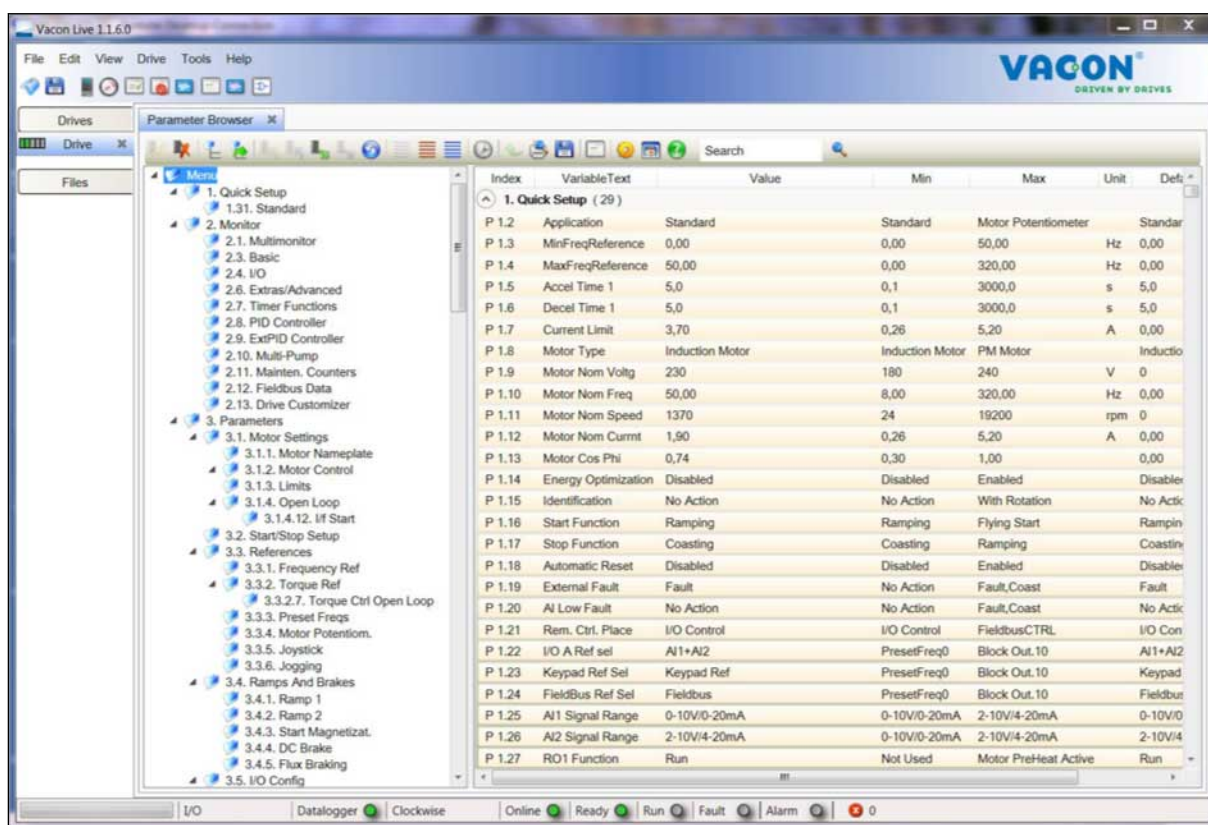 Vacon Live 1.1.6.0
File Edit View Drive Tools Help
VACON®
DRIVEN BY DRIVES
Drives
Drive
Files
Parameter Browser
Search
Menu
1. Quick Setup
1.31. Standard
2. Monitor
2.1. Multimonitor
2.3. Basic
2.4. I/O
2.6. Extras/Advanced
2.7. Timer Functions
2.8. PID Controller
2.9. ExtPID Controller
2.10. Multi-Pump
2.11. Mainten. Counters
2.12. Fieldbus Data
2.13. Drive Customizer
3. Parameters
3.1. Motor Settings
3.1.1. Motor Nameplate
3.1.2. Motor Control
3.1.3. Limits
3.1.4. Open Loop
3.1.4.12. I/f Start
3.2. Start/Stop Setup
3.3. References
3.3.1. Frequency Ref
3.3.2. Torque Ref
3.3.2.7. Torque Ctrl Open Loop
3.3.3. Preset Freqs
3.3.4. Motor Potentiom.
3.3.5. Joystick
3.3.6. Jogging
3.4. Ramps And Brakes
3.4.1. Ramp 1
3.4.2. Ramp 2
3.4.3. Start Magnetizat.
3.4.4. DC Brake
3.4.5. Flux Braking
3.5. I/O Config
Index VariableText Value Min Max Unit Defa
1. Quick Setup (29)
P 1.2 Application Standard Standard Motor Potentiometer Standar
P 1.3 MinFreqReference 0,00 0,00 50,00 Hz 0,00
P 1.4 MaxFreqReference 50,00 0,00 320,00 Hz 0,00
P 1.5 Accel Time 1 5,0 0,1 3000,0 s 5,0
P 1.6 Decel Time 1 5,0 0,1 3000,0 s 5,0
P 1.7 Current Limit 3,70 0,26 5,20 A 0,00
P 1.8 Motor Type Induction Motor Induction Motor PM Motor Inductio
P 1.9 Motor Nom Voltg 230 180 240 V 0
P 1.10 Motor Nom Freq 50,00 8,00 320,00 Hz 0,00
P 1.11 Motor Nom Speed 1370 24 19200 rpm 0
P 1.12 Motor Nom Currnt 1,90 0,26 5,20 A 0,00
P 1.13 Motor Cos Phi 0,74 0,30 1,00 0,00
P 1.14 Energy Optimization Disabled Disabled Enabled Disable
P 1.15 Identification No Action No Action With Rotation No Actic
P 1.16 Start Function Ramping Ramping Flying Start Rampin
P 1.17 Stop Function Coasting Coasting Ramping Coastin
P 1.18 Automatic Reset Disabled Disabled Enabled Disable
P 1.19 External Fault Fault No Action Fault,Coast Fault
P 1.20 AI Low Fault No Action No Action Fault,Coast No Actic
P 1.21 Rem. Ctrl. Place I/O Control I/O Control FieldbusCTRL I/O Con
P 1.22 I/O A Ref sel AI1+AI2 PresetFreq0 Block Out.10 AI1+AI2
P 1.23 Keypad Ref Sel Keypad Ref PresetFreq0 Block Out.10 Keypad
P 1.24 FieldBus Ref Sel Fieldbus PresetFreq0 Block Out.10 Fieldbus
P 1.25 AI1 Signal Range 0-10V/0-20mA 0-10V/0-20mA 2-10V/4-20mA 0-10V/0
P 1.26 AI2 Signal Range 2-10V/4-20mA 0-10V/0-20mA 2-10V/4-20mA 2-10V/4
P 1.27 RO1 Function Run Not Used Motor PreHeat Active Run
I/O Datalogger Clockwise Online Ready Run Fault Alarm 0